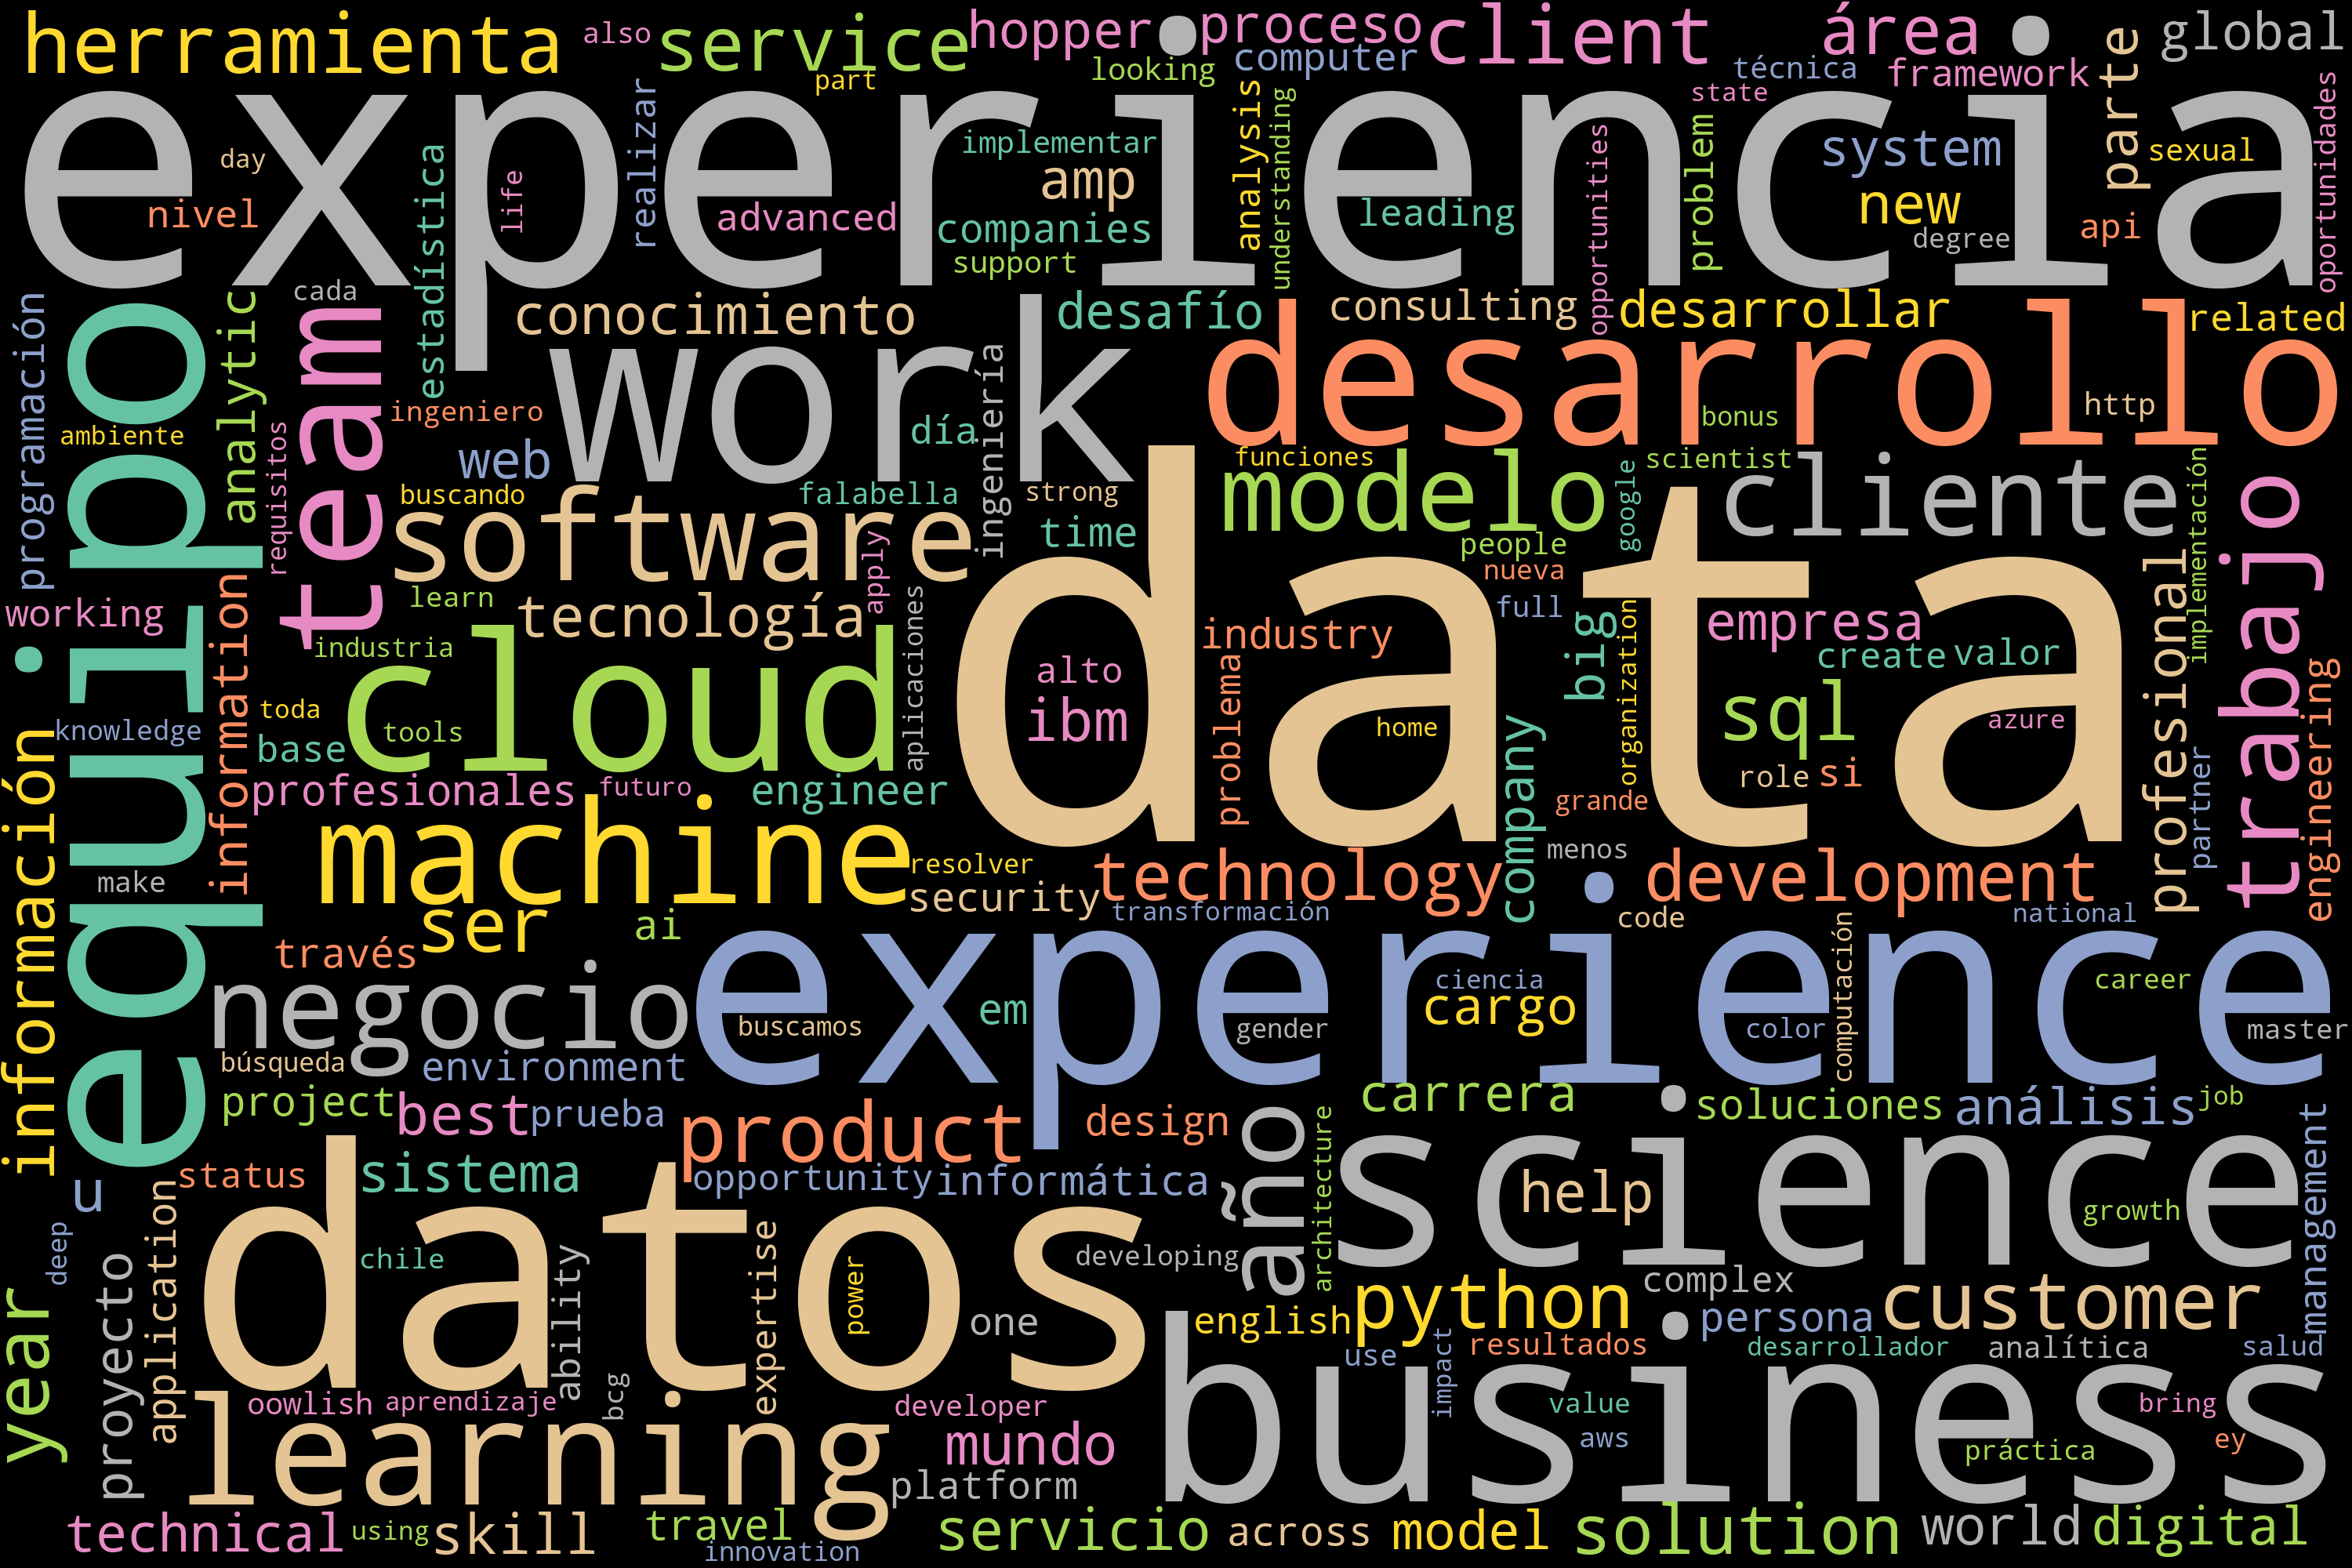 herramienta
also
service
hopper
proceso
client
área
global
part
looking
computer
técnica
framework
parte
experiencia
state
oportunidades
day
nivel
estadística
life
realizar
advanced
implementar
amp
companies
support
analysis
understanding
leading
opportunities
problem
system
new
degree
sexual
api
cada
conocimiento
desafío
consulting
desarrollar
related
programación
equipo
analytic
team
work
desarrollo
ambiente
requisitos
ingeniero
web
día
ingeniería
bonus
http
buscando
falabella
strong
funciones
modelo
google
scientist
cliente
implementación
trabajo
software
time
people
nueva
data
working
information
learn
tecnología
apply
aplicaciones
full
industry
big
organization
empresa
create
valor
profesional
engineering
industria
cloud
alto
ibm
problema
home
sql
azure
información
knowledge
toda
base
tools
company
role
si
partner
profesionales
futuro
engineer
grande
machine
resolver
security
technology
menos
development
make
ser
ai
transformación
code
national
través
negocio
experience
em
ciencia
cargo
computación
career
buscamos
gender
color
master
búsqueda
environment
project
best
prueba
product
design
año
architecture
carrera
soluciones
análisis
job
management
u
status
sistema
opportunity
informática
science
help
growth
deep
application
datos
chile
ability
expertise
power
developing
one
english
python
complex
persona
customer
year
proyecto
use
impact
resultados
desarrollador
analítica
salud
oowlish
aprendizaje
bcg
developer
business
value
bring
learning
mundo
aws
práctica
ey
platform
technical
using
skill
travel
innovation
servicio
across
model
solution
world
digital